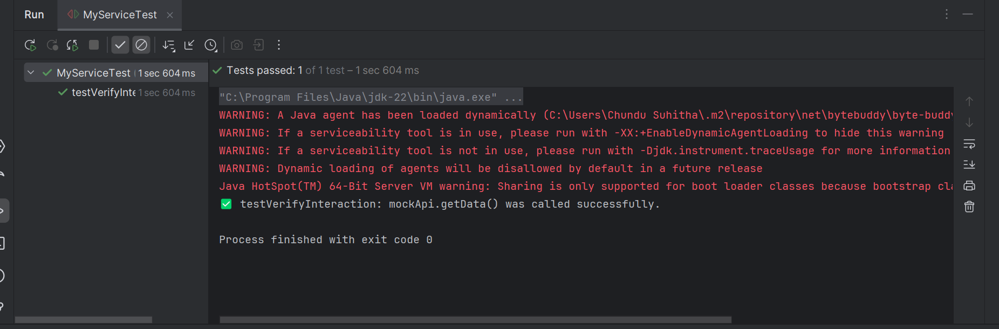 Run MyServiceTest
MyServiceTest 1 sec 604 ms
testVerifyInte 1 sec 604 ms
Tests passed: 1 of 1 test – 1 sec 604 ms
"C:\Program Files\Java\jdk-22\bin\java.exe" ...
WARNING: A Java agent has been loaded dynamically (C:\Users\Chundu Suhitha\.m2\repository\net\bytebuddy\byte-buddy
WARNING: If a serviceability tool is in use, please run with -XX:+EnableDynamicAgentLoading to hide this warning
WARNING: If a serviceability tool is not in use, please run with -Djdk.instrument.traceUsage for more information
WARNING: Dynamic loading of agents will be disallowed by default in a future release
Java HotSpot(TM) 64-Bit Server VM warning: Sharing is only supported for boot loader classes because bootstrap cla
✅ testVerifyInteraction: mockApi.getData() was called successfully.
Process finished with exit code 0